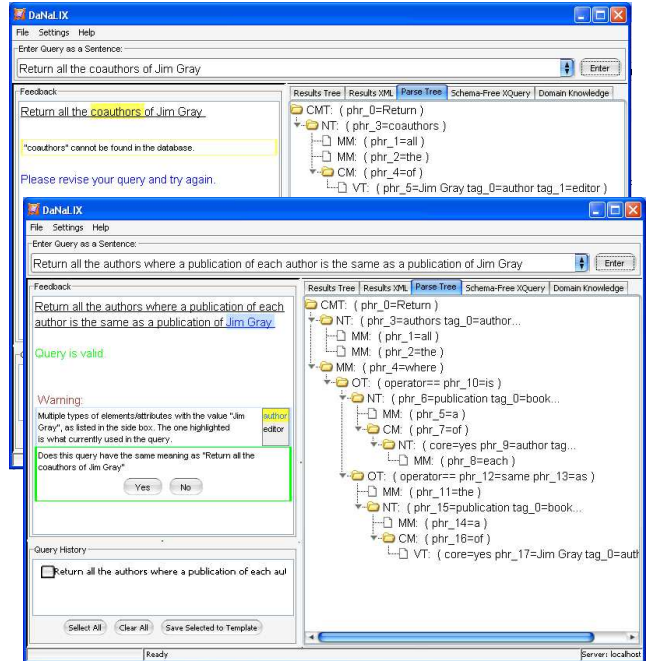 DaNaLIX
File Settings Help
Enter Query as a Sentence:
Return all the coauthors of Jim Gray
Enter
Feedback
Return all the coauthors of Jim Gray
"coauthors" cannot be found in the database.
Please revise your query and try again.
Results Tree Results XML Parse Tree Schema-Free XQuery Domain Knowledge
CMT: ( phr_0=Return )
NT: ( phr_3=coauthors )
MM: ( phr_1=all )
MM: ( phr_2=the )
CM: ( phr_4=of )
VT: ( phr_5=Jim Gray tag_0=author tag_1=editor )
DaNaLIX
File Settings Help
Enter Query as a Sentence:
Return all the authors where a publication of each author is the same as a publication of Jim Gray
Enter
Feedback
Return all the authors where a publication of each
author is the same as a publication of Jim Gray
Query is valid
Warning:
Multiple types of elements/attributes with the value "Jim
Gray", as listed in the side box. The one highlighted
is what currently used in the query.
author
editor
Does this query have the same meaning as "Return all the
coauthors of Jim Gray"
Yes No
Query History
Return all the authors where a publication of each aut
Sellect All Clear All Save Selected to Template
Results Tree Results XML Parse Tree Schema-Free XQuery Domain Knowledge
CMT: ( phr_0=Return )
NT: ( phr_3=authors tag_0=author...
MM: ( phr_1=all )
MM: ( phr_2=the )
MM: ( phr_4=where )
OT: ( operator== phr_10=is )
NT: ( phr_6=publication tag_0=book...
MM: ( phr_5=a )
CM: ( phr_7=of )
NT: ( core=yes phr_9=author tag...
MM: ( phr_8=each )
OT: ( operator== phr_12=same phr_13=as )
MM: ( phr_11=the )
NT: ( phr_15=publication tag_0=book...
MM: ( phr_14=a )
CM: ( phr_16=of )
VT: ( core=yes phr_17=Jim Gray tag_0=auth
Ready
Server: localhost